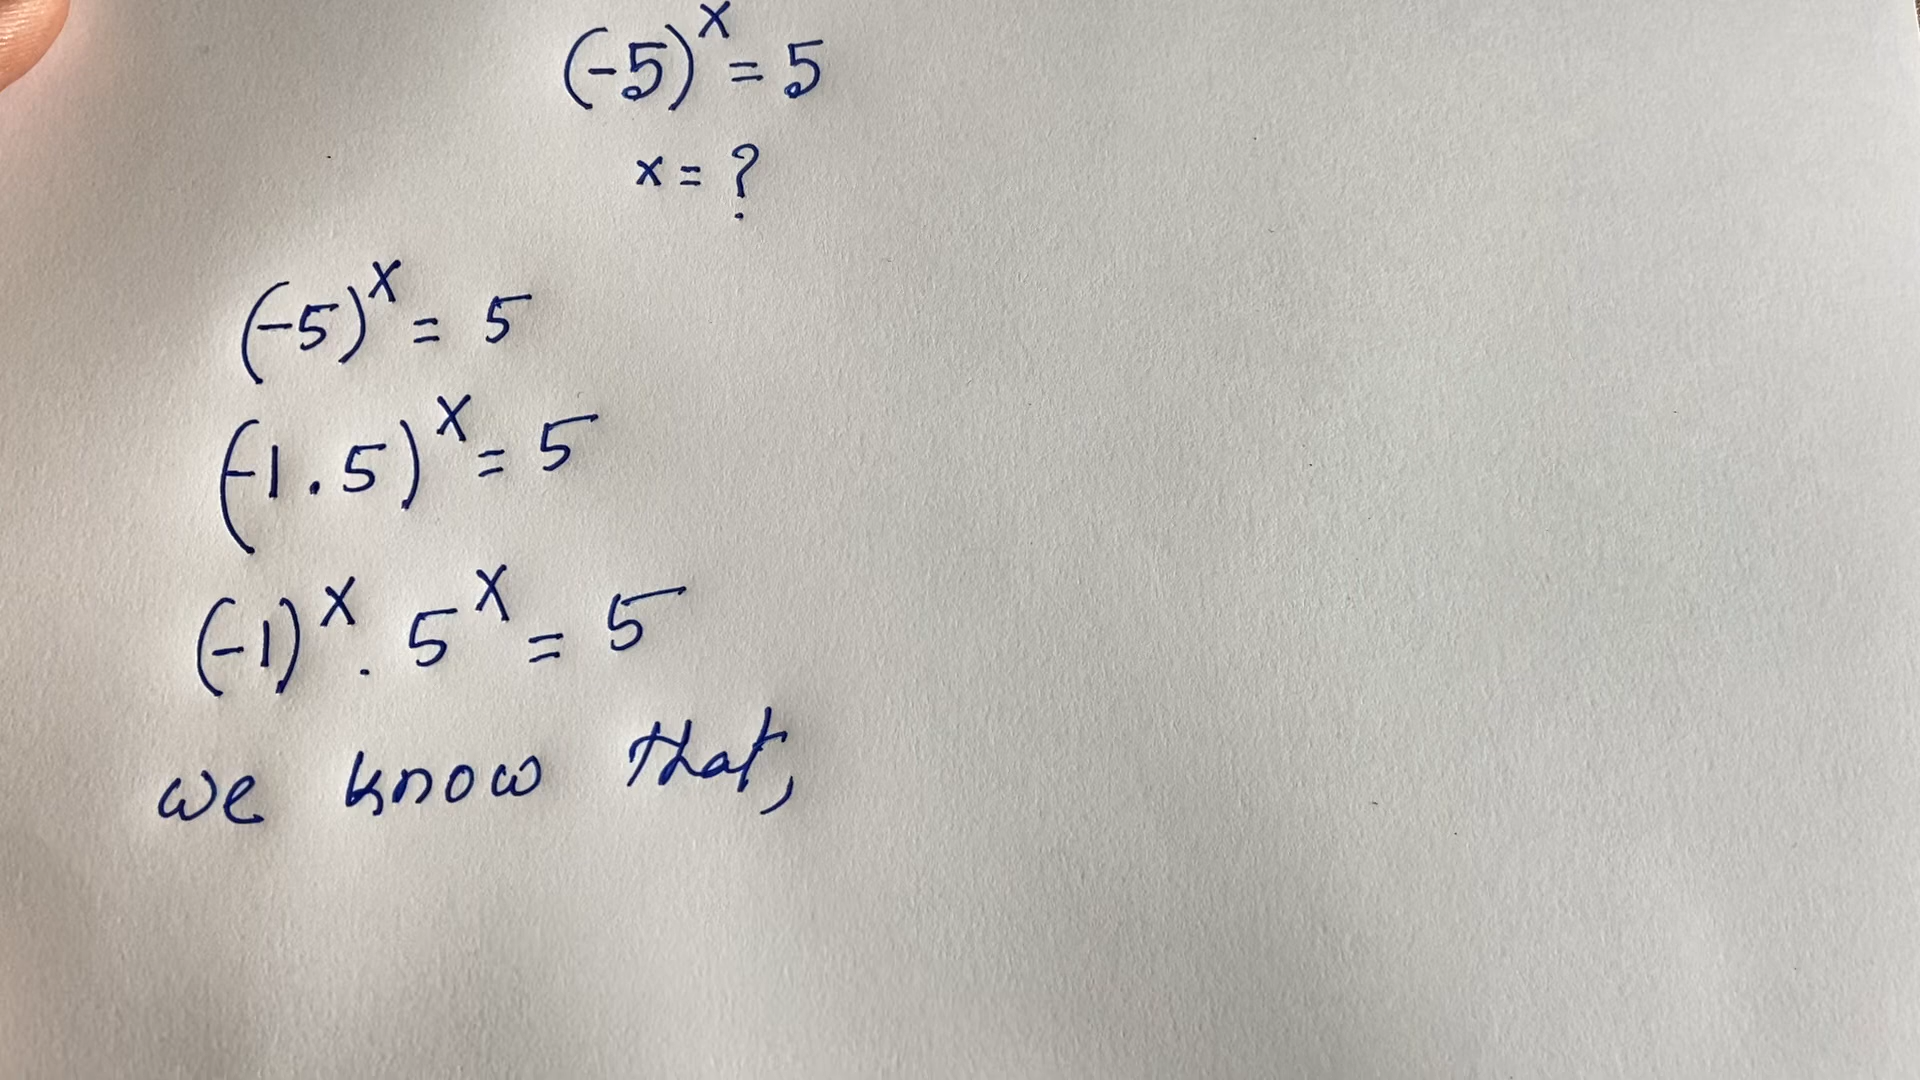 (-5)^x = 5
x = ?
(-5)^x = 5
(-1 . 5)^x = 5
(-1)^x . 5^x = 5
we know that,